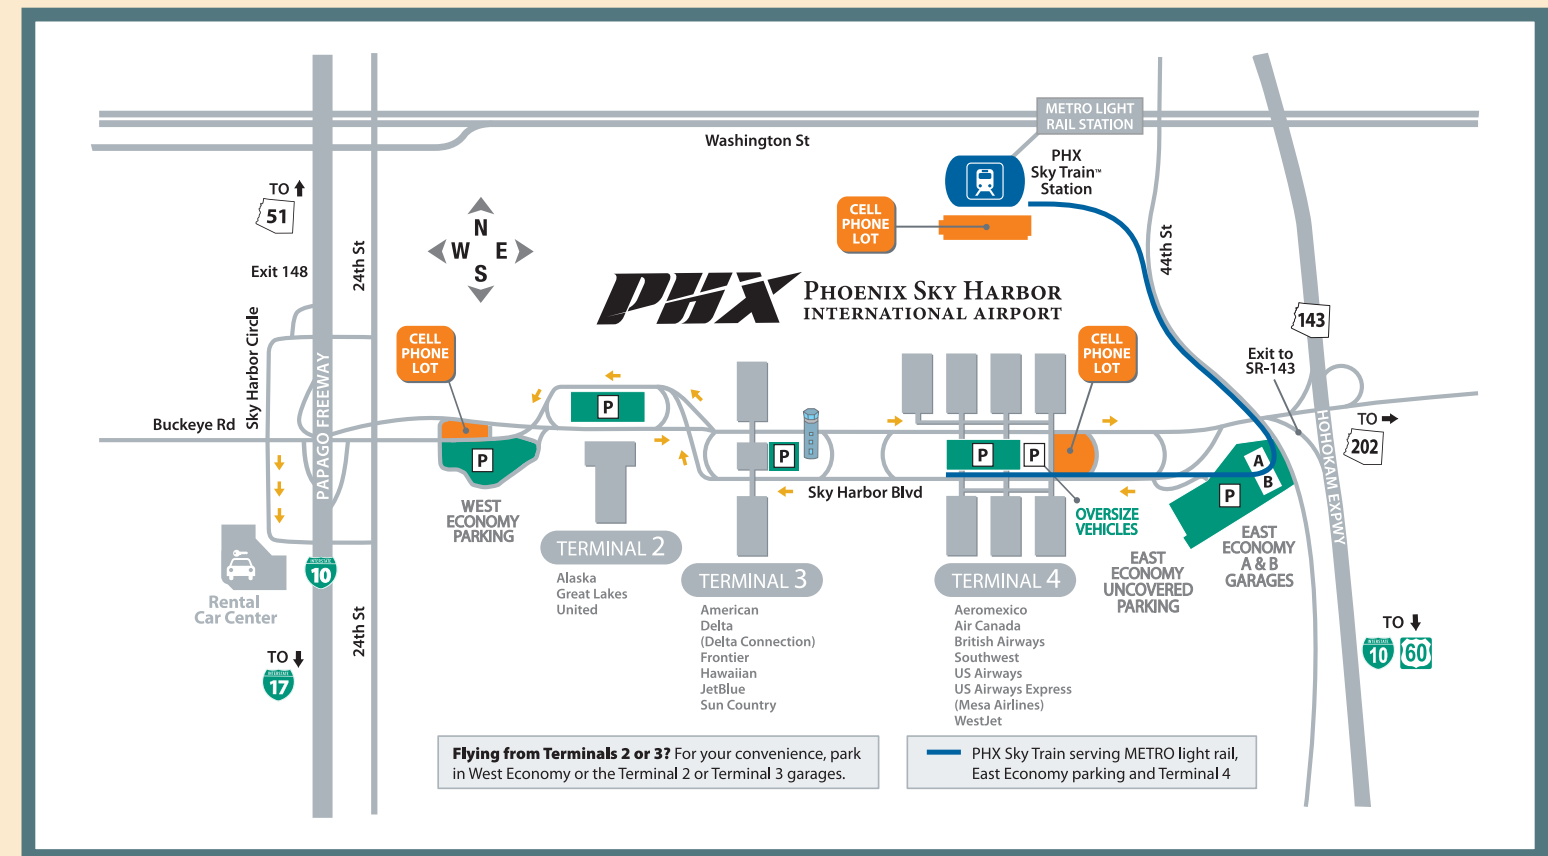 METRO LIGHT
RAIL STATION
Washington St
PHX
Sky Train™
Station
TO
51
CELL
PHONE
LOT
N
W E
S
24th St
44th St
Exit 148
PHX
PHOENIX SKY HARBOR
INTERNATIONAL AIRPORT
Sky Harbor Circle
PAPAGO FREEWAY
143
Exit to
SR-143
CELL
PHONE
LOT
CELL
PHONE
LOT
Buckeye Rd
P
P
P
P
P
P
A
B
TO
202
HOHOKAM EXPWY
Sky Harbor Blvd
WEST
ECONOMY
PARKING
OVERSIZE
VEHICLES
EAST
ECONOMY
UNCOVERED
PARKING
EAST
ECONOMY
A & B
GARAGES
INTERSTATE
10
Rental
Car Center
24th St
TO
INTERSTATE
17
TERMINAL 2
Alaska
Great Lakes
United
TERMINAL 3
American
Delta
(Delta Connection)
Frontier
Hawaiian
JetBlue
Sun Country
TERMINAL 4
Aeromexico
Air Canada
British Airways
Southwest
US Airways
US Airways Express
(Mesa Airlines)
WestJet
TO
INTERSTATE
10
60
Flying from Terminals 2 or 3? For your convenience, park
in West Economy or the Terminal 2 or Terminal 3 garages.
PHX Sky Train serving METRO light rail,
East Economy parking and Terminal 4